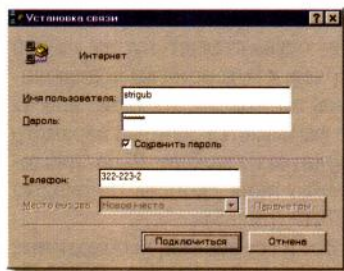 Установка связи
Интернет
Имя пользователя: strigub
Пароль:
Сохранить пароль
Телефон: 322-223-2
Место вызова: Новое место Параметры
Подключиться Отмена